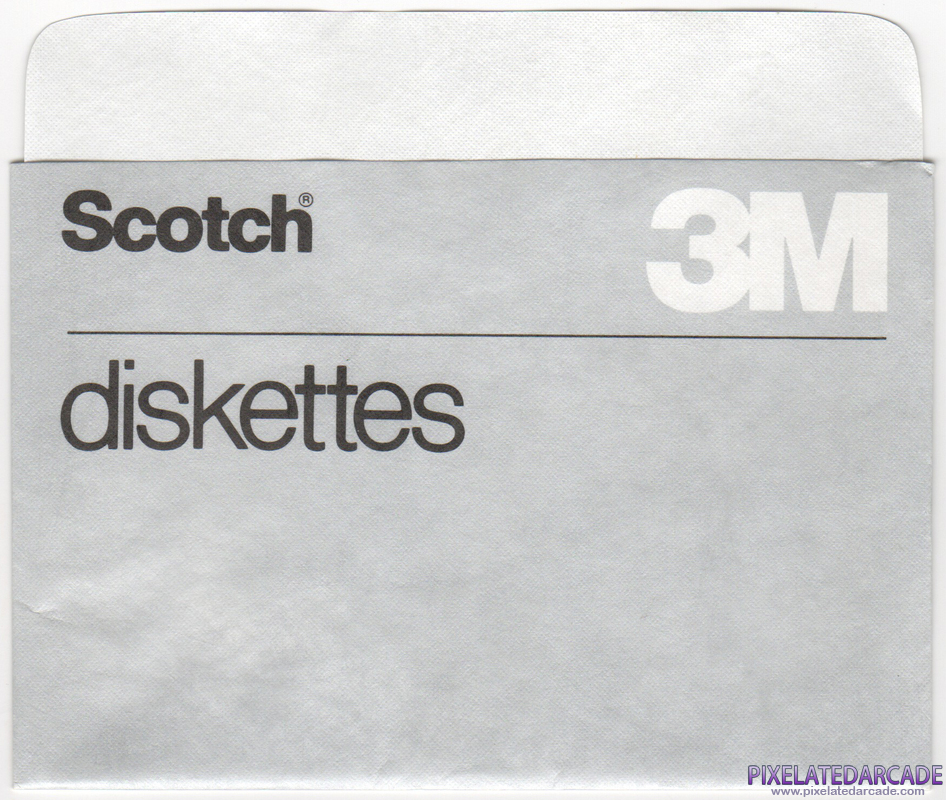 Scotch® 3M
diskettes
PIXELATEDARCADE
www.pixelatedarcade.com